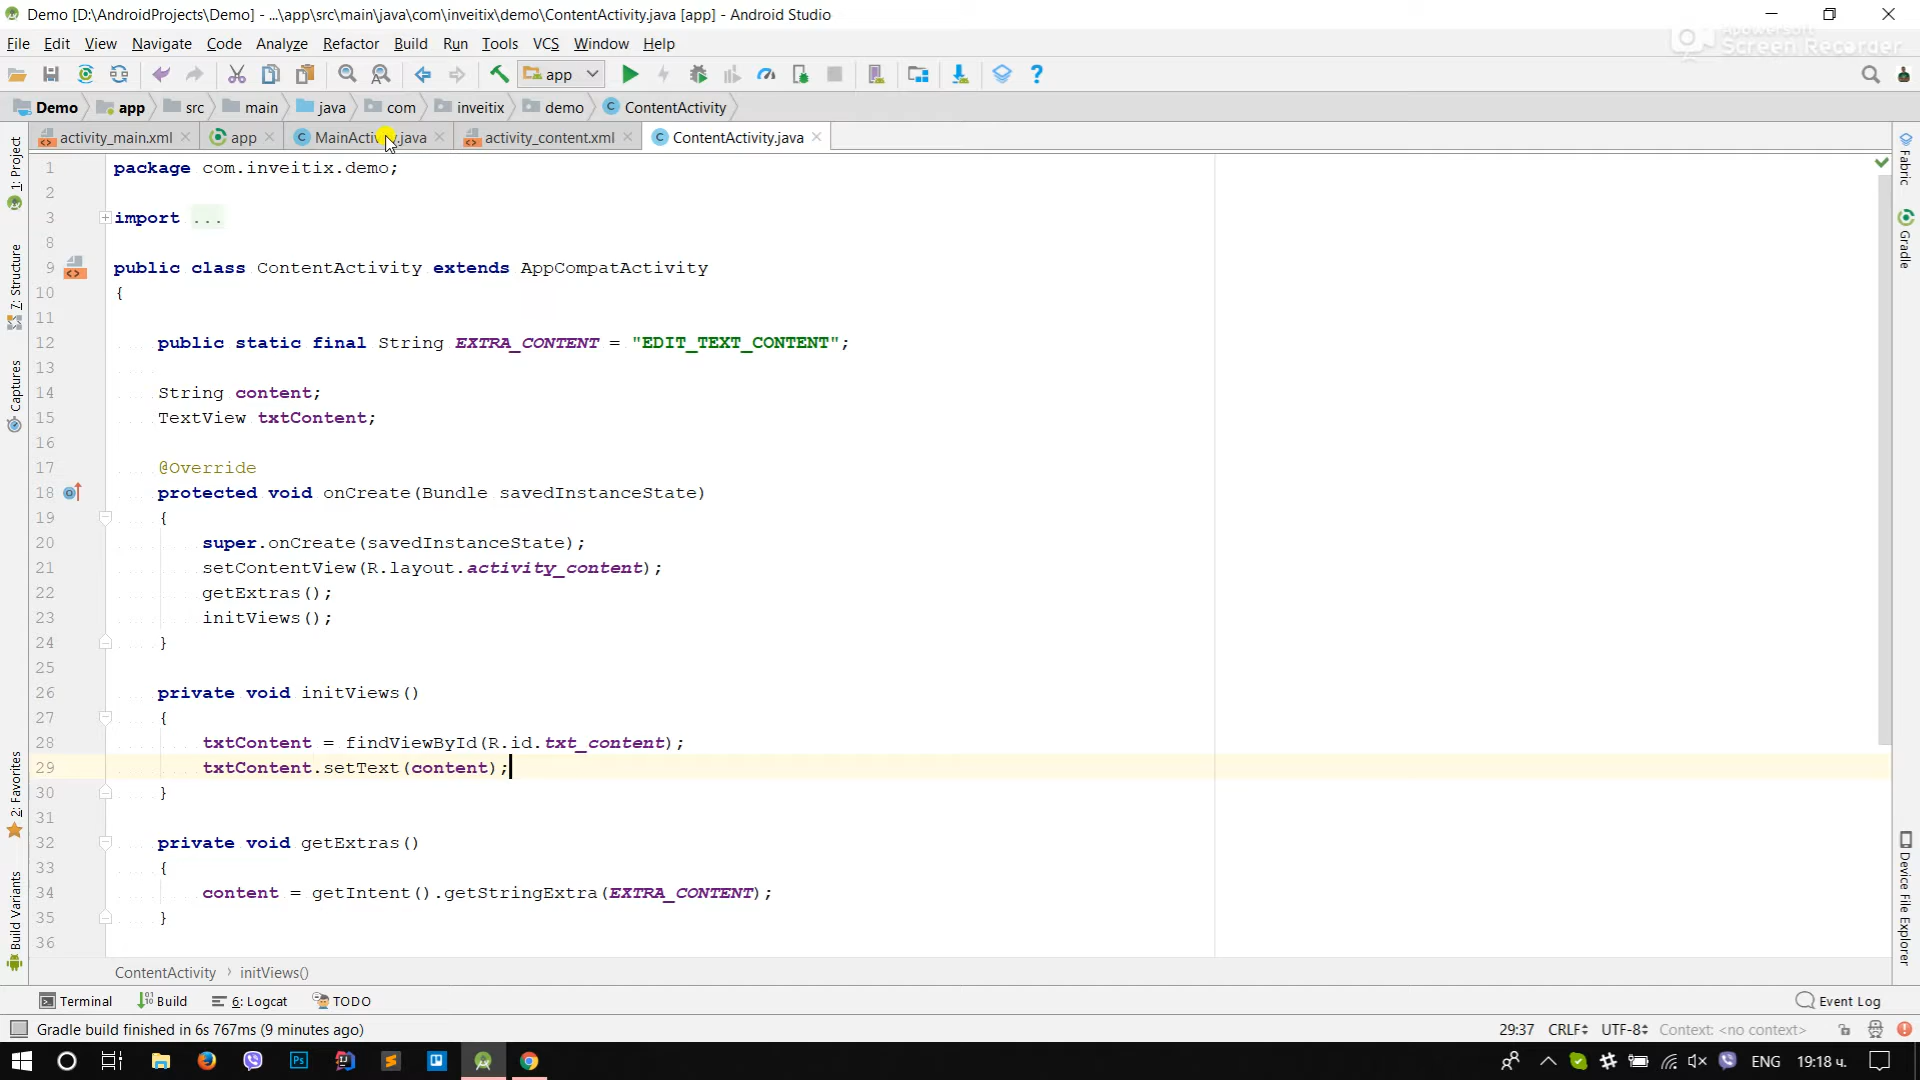 Demo [D:\AndroidProjects\Demo] - ...\app\src\main\java\com\inveitix\demo\ContentActivity.java [app] - Android Studio
Apowersoft
Screen Recorder
File Edit View Navigate Code Analyze Refactor Build Run Tools VCS Window Help
app
Demo app src main java com inveitix demo ContentActivity
activity_main.xml app MainActivity.java activity_content.xml ContentActivity.java
1 package com.inveitix.demo;
2
3 import ...
8
9 public class ContentActivity extends AppCompatActivity
10 {
11
12 public static final String EXTRA_CONTENT = "EDIT_TEXT_CONTENT";
13
14 String content;
15 TextView txtContent;
16
17 @Override
18 protected void onCreate(Bundle savedInstanceState)
19 {
20 super.onCreate(savedInstanceState);
21 setContentView(R.layout.activity_content);
22 getExtras();
23 initViews();
24 }
25
26 private void initViews()
27 {
28 txtContent = findViewById(R.id.txt_content);
29 txtContent.setText(content);
30 }
31
32 private void getExtras()
33 {
34 content = getIntent().getStringExtra(EXTRA_CONTENT);
35 }
36
1: Project
7: Structure
Captures
2: Favorites
Build Variants
Fabric
Gradle
Device File Explorer
ContentActivity › initViews()
Terminal Build 6: Logcat TODO Event Log
Gradle build finished in 6s 767ms (9 minutes ago) 29:37 CRLF UTF-8 Context: <no context>
ENG 19:18 ч.